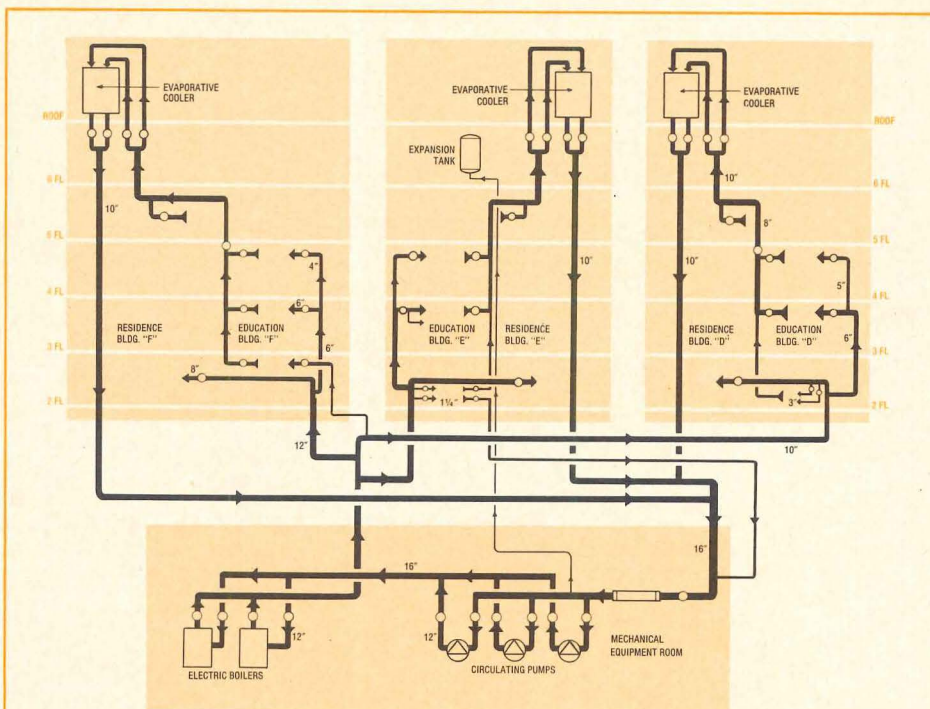 EVAPORATIVE
COOLER
EVAPORATIVE
COOLER
EVAPORATIVE
COOLER
ROOF
ROOF
EXPANSION
TANK
10"
6 FL
6 FL
10"
8"
5 FL
5 FL
4"
10"
10"
5"
4 FL
4 FL
6"
RESIDENCE
BLDG. "F"
EDUCATION
BLDG. "F"
6"
EDUCATION
BLDG. "E"
RESIDENCE
BLDG. "E"
RESIDENCE
BLDG. "D"
EDUCATION
BLDG. "D"
6"
3 FL
3 FL
8"
1¼"
3"
2 FL
2 FL
12"
10"
16"
16"
12"
12"
MECHANICAL
EQUIPMENT ROOM
ELECTRIC BOILERS
CIRCULATING PUMPS